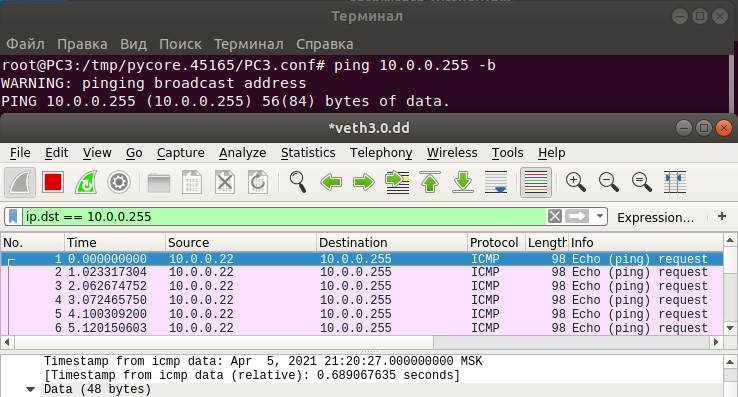 Терминал
Файл Правка Вид Поиск Терминал Справка
root@PC3:/tmp/pycore.45165/PC3.conf# ping 10.0.0.255 -b
WARNING: pinging broadcast address
PING 10.0.0.255 (10.0.0.255) 56(84) bytes of data.
*veth3.0.dd
File Edit View Go Capture Analyze Statistics Telephony Wireless Tools Help
ip.dst == 10.0.0.255 Expression... +
No. Time Source Destination Protocol Length Info
1 0.000000000 10.0.0.22 10.0.0.255 ICMP 98 Echo (ping) request
2 1.023317304 10.0.0.22 10.0.0.255 ICMP 98 Echo (ping) request
3 2.062674752 10.0.0.22 10.0.0.255 ICMP 98 Echo (ping) request
4 3.072465750 10.0.0.22 10.0.0.255 ICMP 98 Echo (ping) request
5 4.100309200 10.0.0.22 10.0.0.255 ICMP 98 Echo (ping) request
6 5.120150603 10.0.0.22 10.0.0.255 ICMP 98 Echo (ping) request
Timestamp from icmp data: Apr 5, 2021 21:20:27.000000000 MSK
[Timestamp from icmp data (relative): 0.689067635 seconds]
Data (48 bytes)